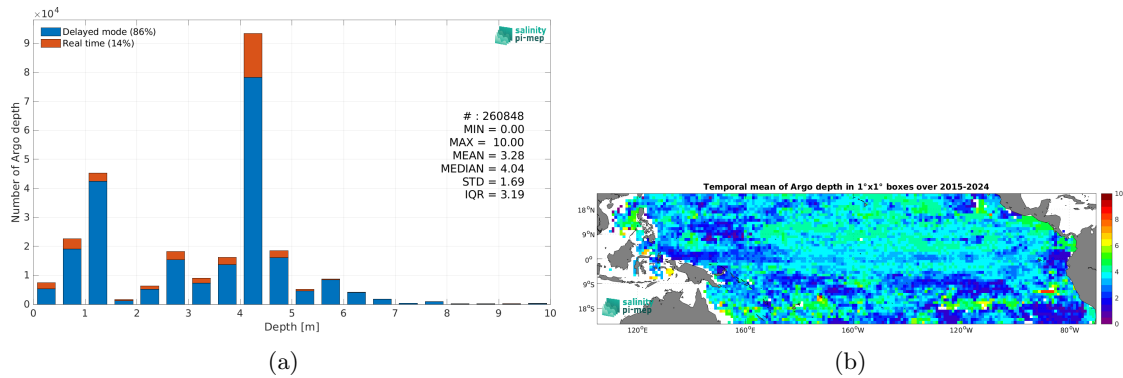 ×10⁴
Delayed mode (86%)
Real time (14%)
salinity
pi-mep
9
8
7
6
5
4
3
2
1
0
Number of Argo depth
# : 260848
MIN = 0.00
MAX = 10.00
MEAN = 3.28
MEDIAN = 4.04
STD = 1.69
IQR = 3.19
0 1 2 3 4 5 6 7 8 9 10
Depth [m]
(a)
Temporal mean of Argo depth in 1°x1° boxes over 2015-2024
18°N
9°N
0°
9°S
18°S
salinity
pi-mep
120°E 160°E 160°W 120°W 80°W
10
8
6
4
2
0
(b)